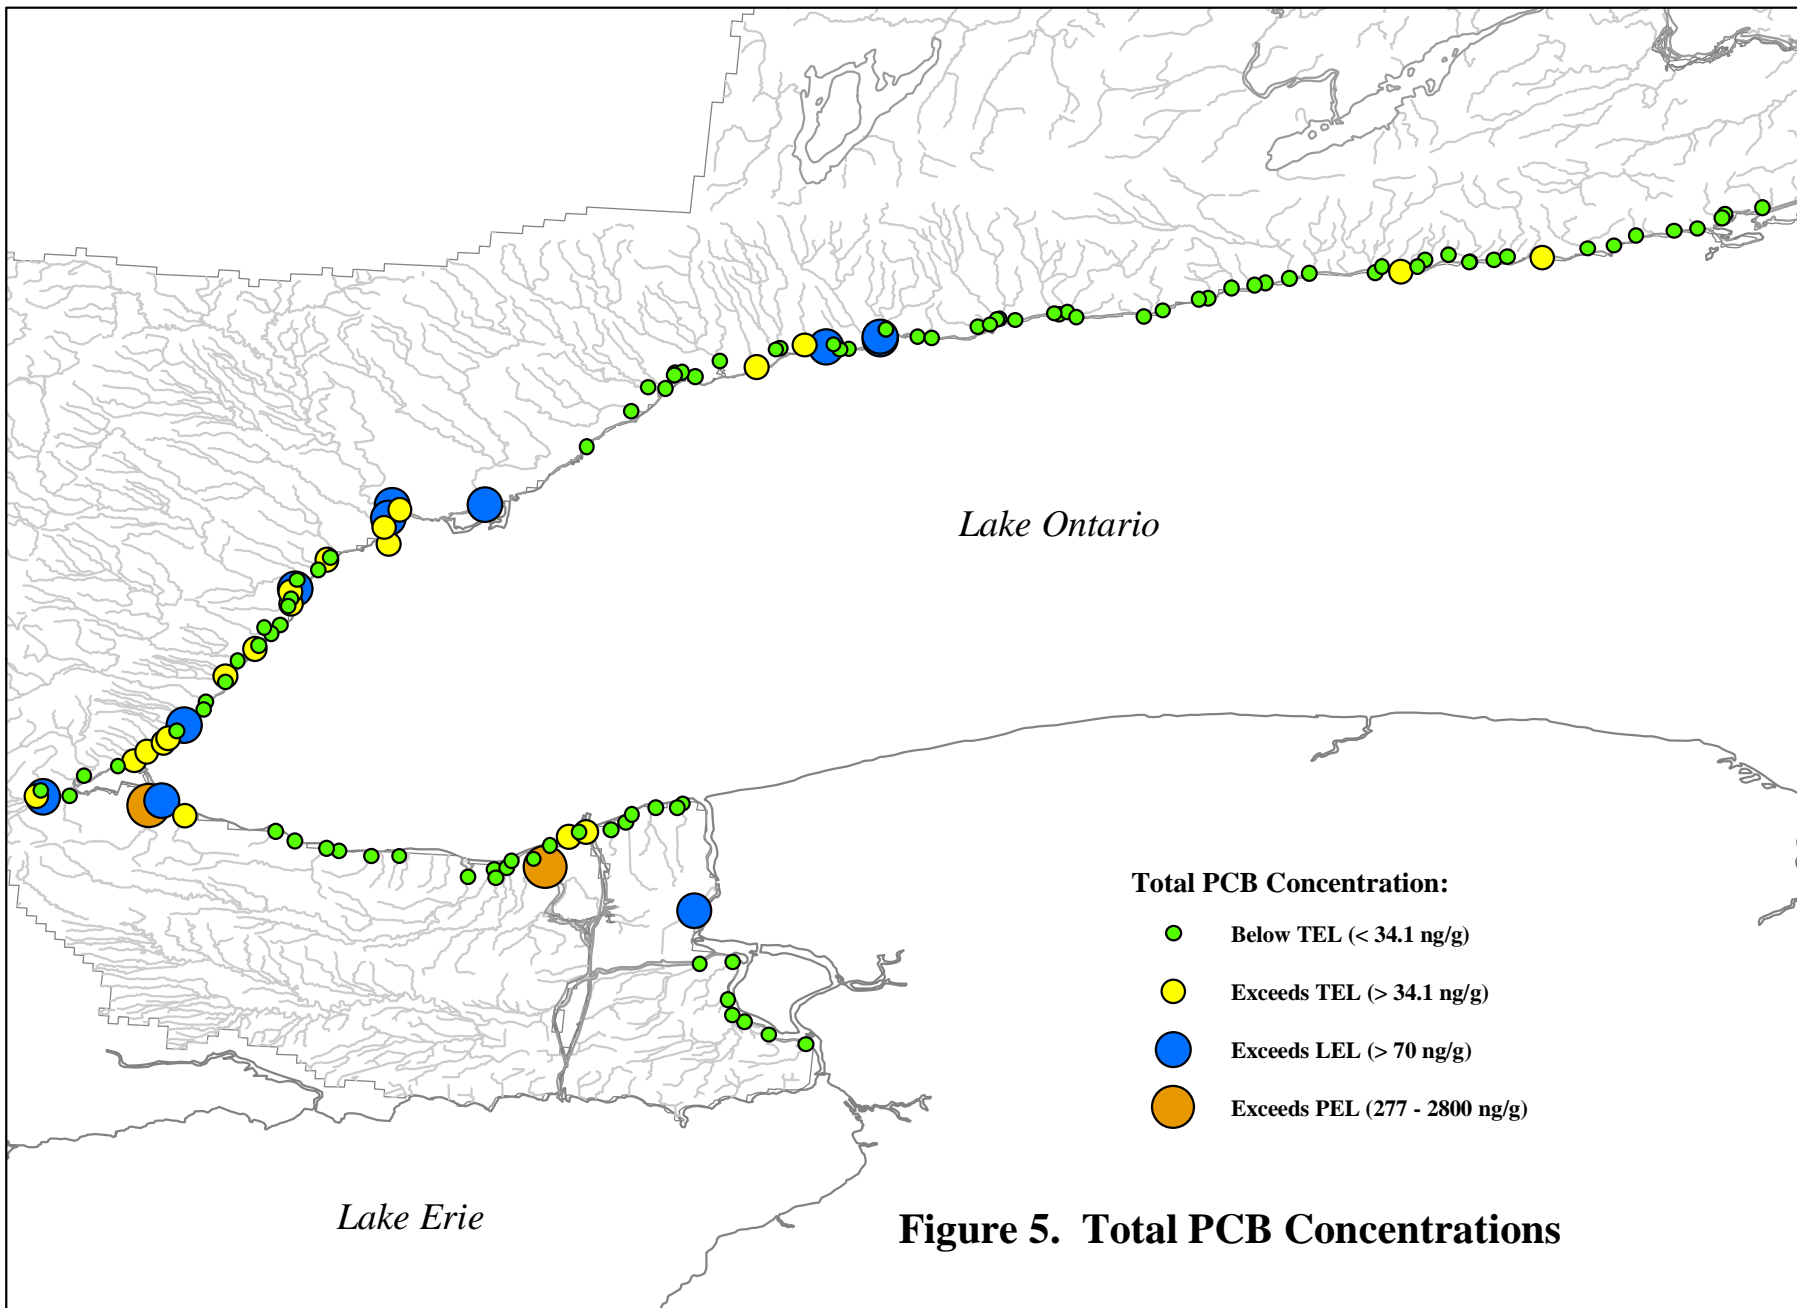 Lake Ontario
Total PCB Concentration:
Below TEL (< 34.1 ng/g)
Exceeds TEL (> 34.1 ng/g)
Exceeds LEL (> 70 ng/g)
Exceeds PEL (277 - 2800 ng/g)
Lake Erie
Figure 5.  Total PCB Concentrations